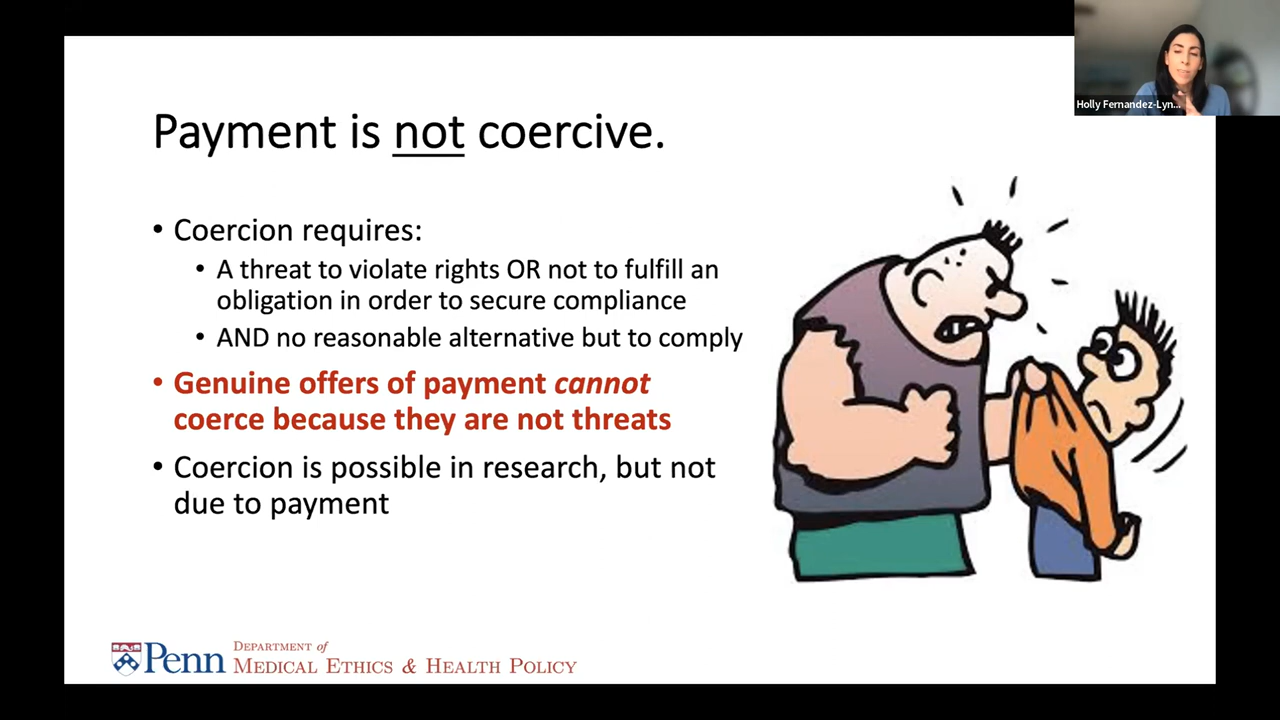 Holly Fernandez-Lyn...
Payment is not coercive.
• Coercion requires:
• A threat to violate rights OR not to fulfill an
obligation in order to secure compliance
• AND no reasonable alternative but to comply
• Genuine offers of payment cannot
coerce because they are not threats
• Coercion is possible in research, but not
due to payment
Penn
DEPARTMENT of
MEDICAL ETHICS & HEALTH POLICY